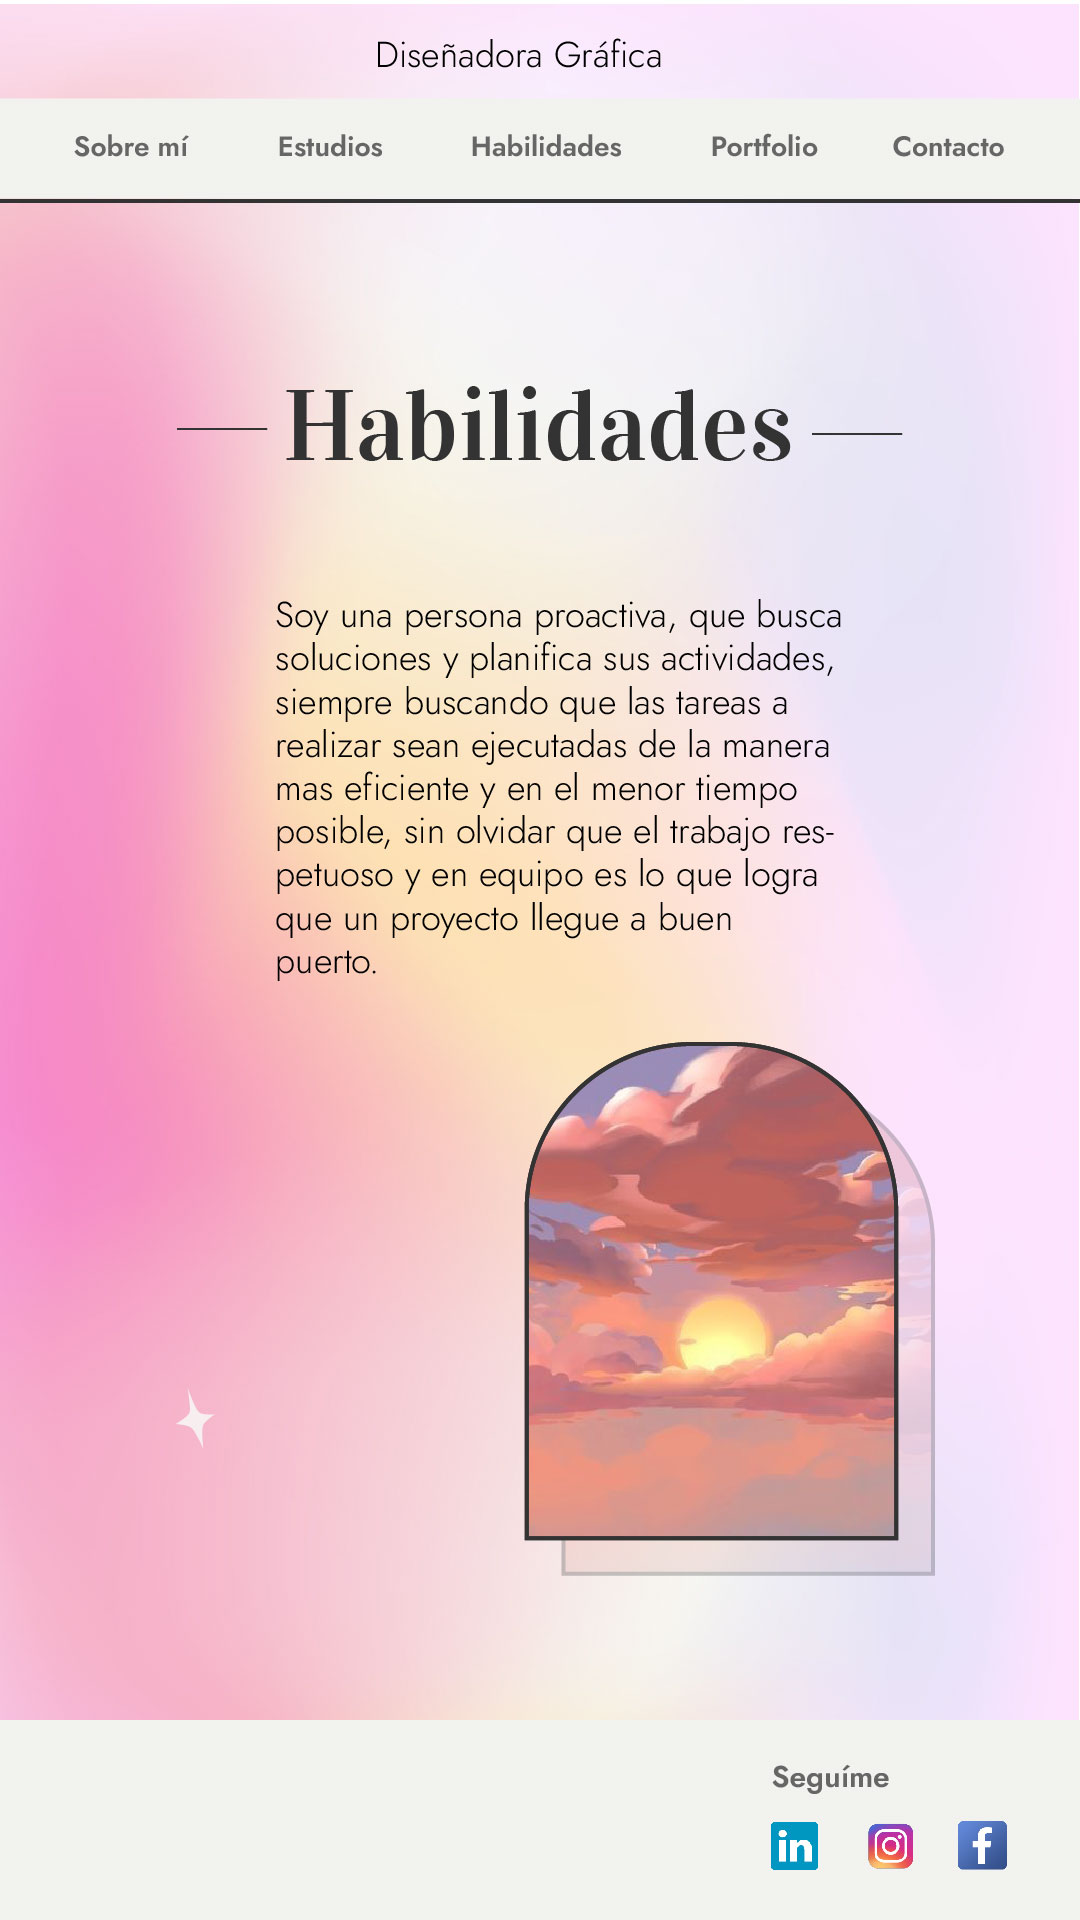 Diseñadora Gráfica
Sobre mí Estudios Habilidades Portfolio Contacto
Habilidades
Soy una persona proactiva, que busca
soluciones y planifica sus actividades,
siempre buscando que las tareas a
realizar sean ejecutadas de la manera
mas eficiente y en el menor tiempo
posible, sin olvidar que el trabajo res-
petuoso y en equipo es lo que logra
que un proyecto llegue a buen
puerto.
Seguíme
in f